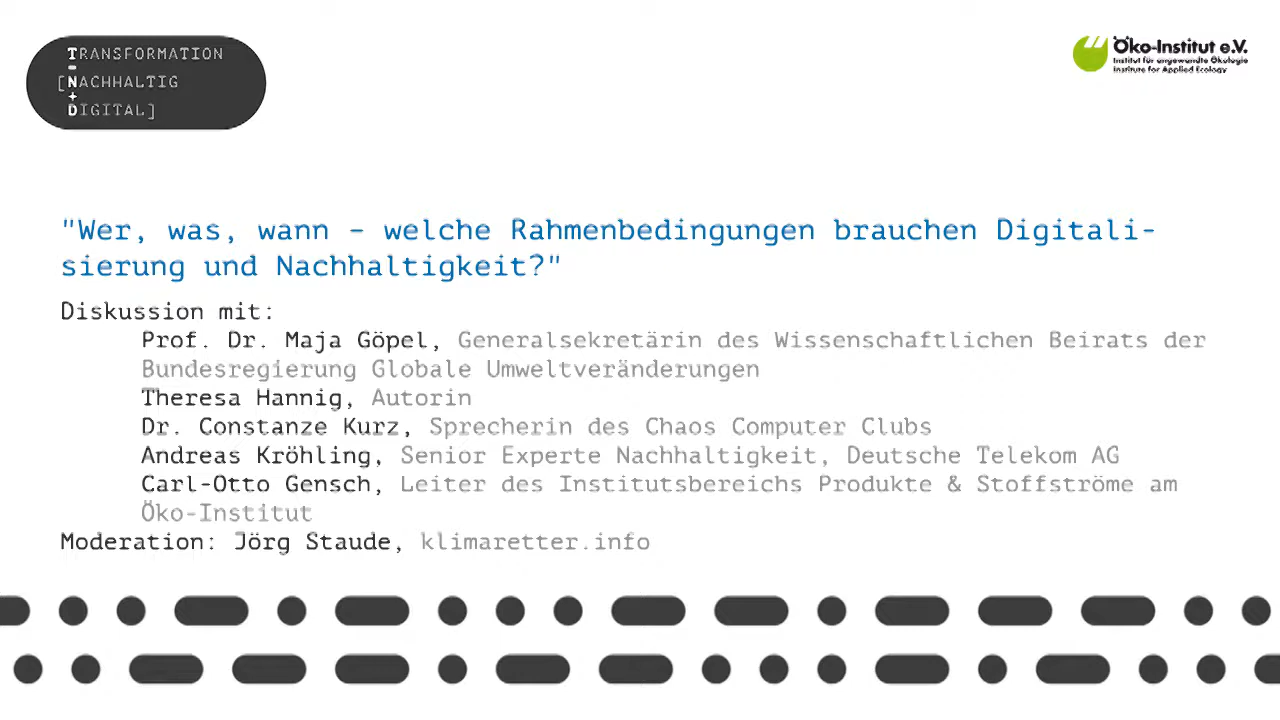 TRANSFORMATION
[NACHHALTIG
+
DIGITAL]
Öko-Institut e.V.
Institut für angewandte Ökologie
Institute for Applied Ecology
"Wer, was, wann – welche Rahmenbedingungen brauchen Digitali-
sierung und Nachhaltigkeit?"
Diskussion mit:
Prof. Dr. Maja Göpel, Generalsekretärin des Wissenschaftlichen Beirats der
Bundesregierung Globale Umweltveränderungen
Theresa Hannig, Autorin
Dr. Constanze Kurz, Sprecherin des Chaos Computer Clubs
Andreas Kröhling, Senior Experte Nachhaltigkeit, Deutsche Telekom AG
Carl-Otto Gensch, Leiter des Institutsbereichs Produkte & Stoffströme am
Öko-Institut
Moderation: Jörg Staude, klimaretter.info